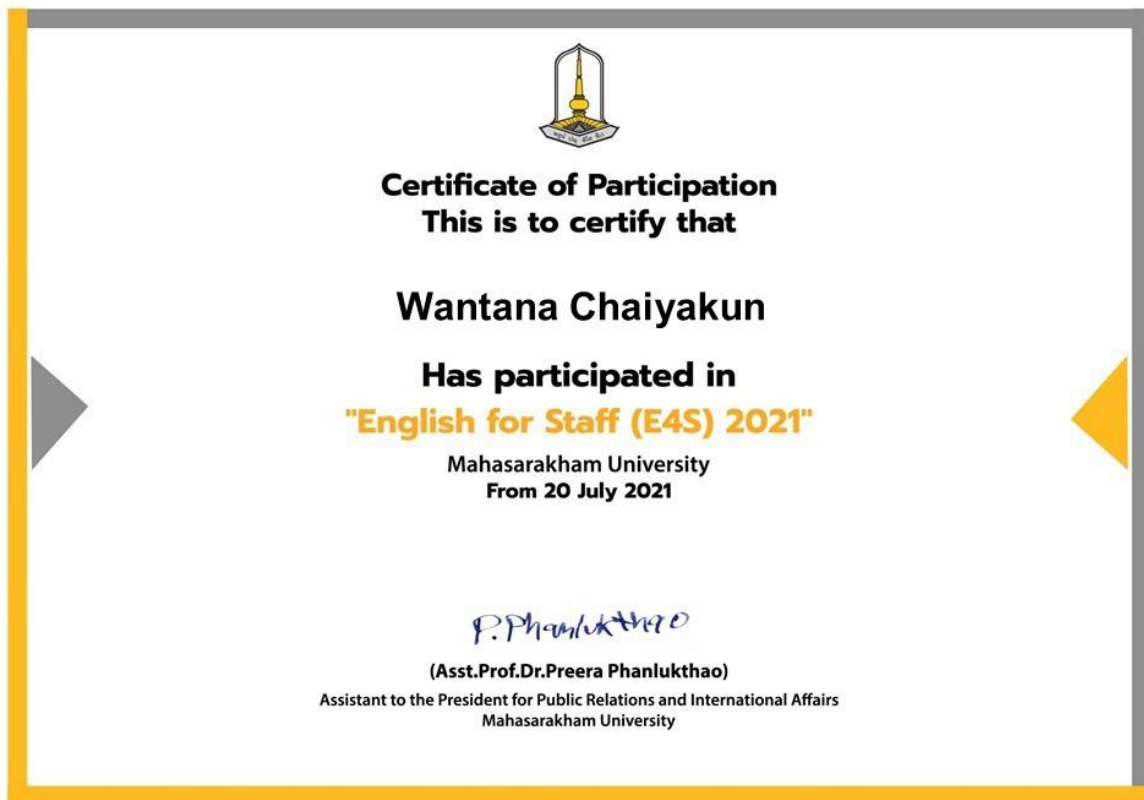 Certificate of Participation
This is to certify that
Wantana Chaiyakun
Has participated in
"English for Staff (E4S) 2021"
Mahasarakham University
From 20 July 2021
P. Phanlukthao
(Asst.Prof.Dr.Preera Phanlukthao)
Assistant to the President for Public Relations and International Affairs
Mahasarakham University